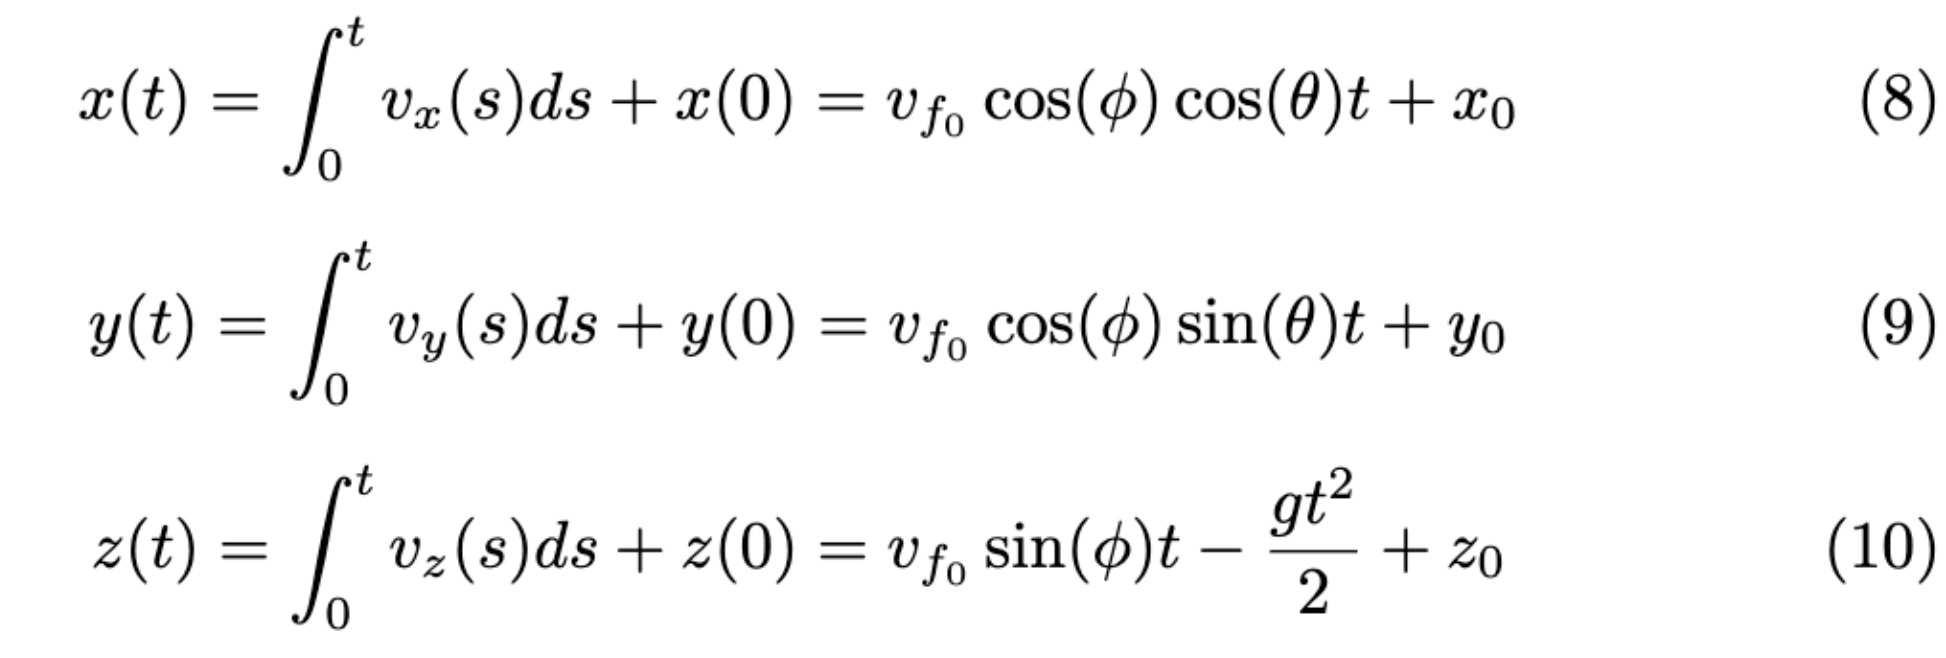 x(t) = ∫₀ᵗ vₓ(s)ds + x(0) = v_{f₀} cos(ϕ) cos(θ)t + x₀ (8)
y(t) = ∫₀ᵗ v_y(s)ds + y(0) = v_{f₀} cos(ϕ) sin(θ)t + y₀ (9)
z(t) = ∫₀ᵗ v_z(s)ds + z(0) = v_{f₀} sin(ϕ)t − gt²/2 + z₀ (10)